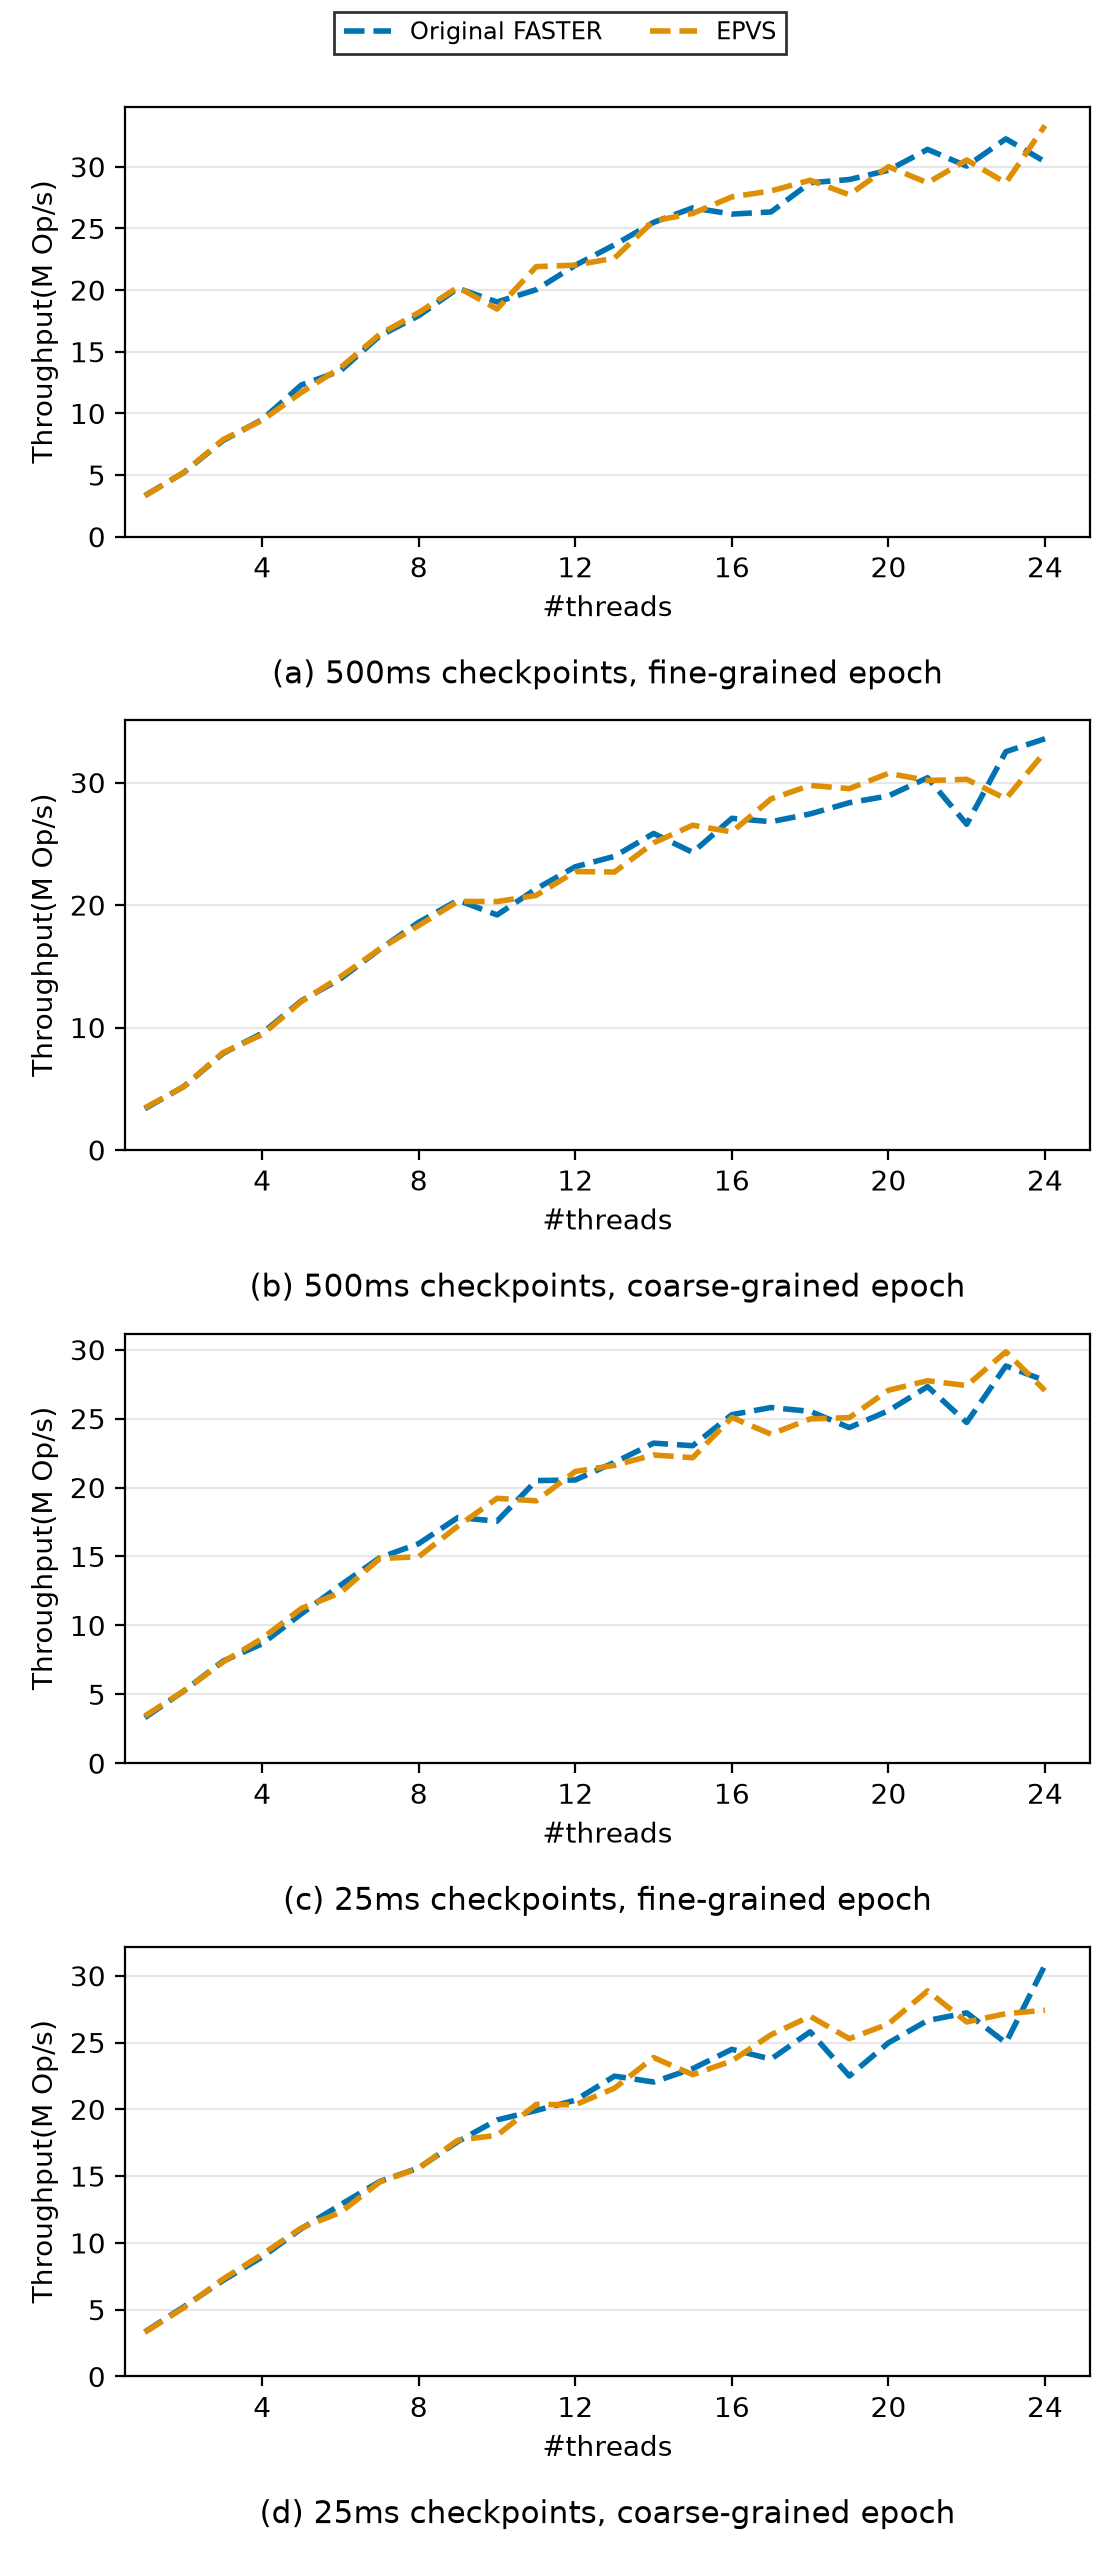 Original FASTER EPVS
30
25
20
15
10
5
0
Throughput(M Op/s)
4 8 12 16 20 24
#threads
(a) 500ms checkpoints, fine-grained epoch
30
20
10
0
Throughput(M Op/s)
4 8 12 16 20 24
#threads
(b) 500ms checkpoints, coarse-grained epoch
30
25
20
15
10
5
0
Throughput(M Op/s)
4 8 12 16 20 24
#threads
(c) 25ms checkpoints, fine-grained epoch
30
25
20
15
10
5
0
Throughput(M Op/s)
4 8 12 16 20 24
#threads
(d) 25ms checkpoints, coarse-grained epoch